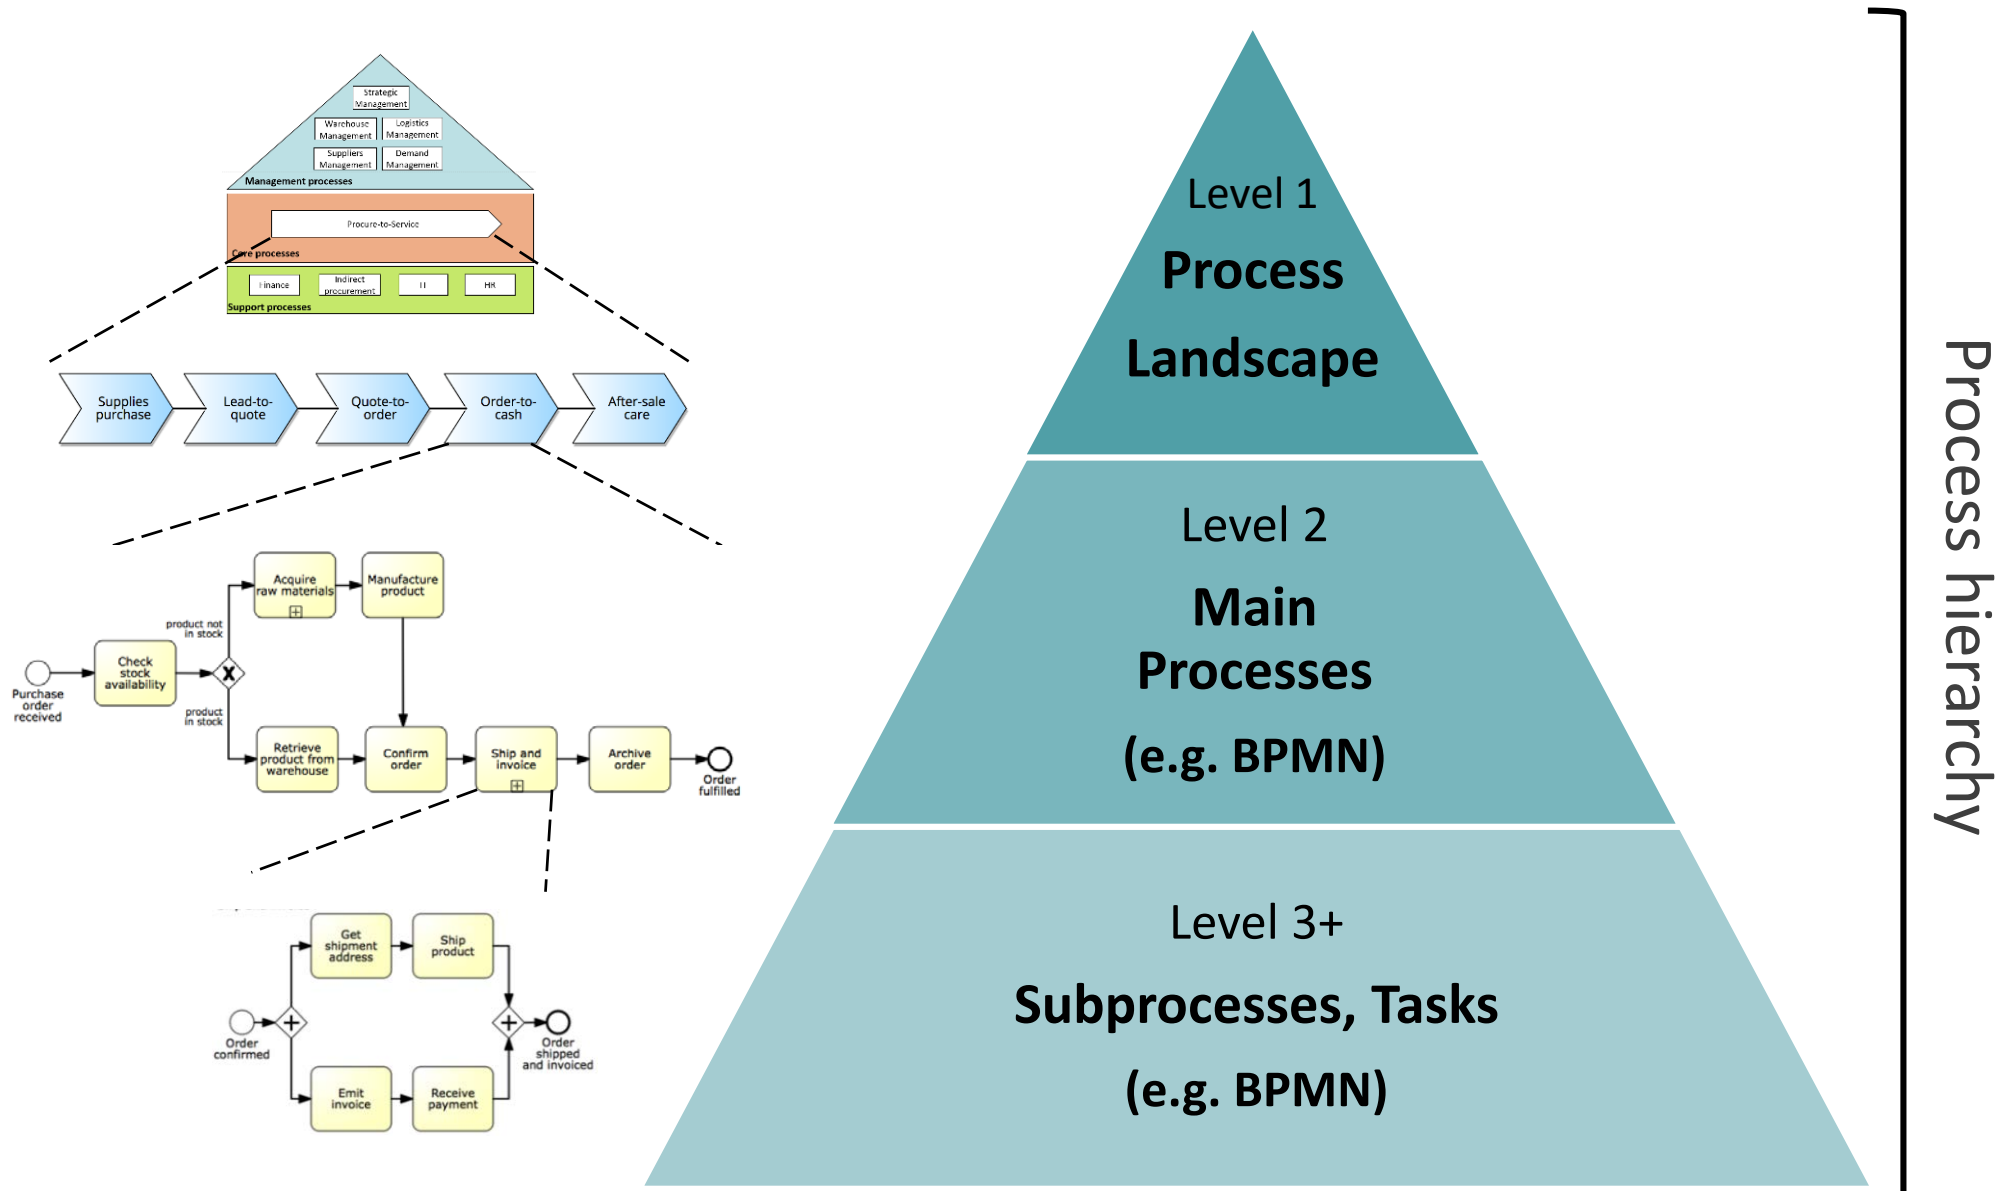 Strategic
Management
Warehouse
Management
Logistics
Management
Suppliers
Management
Demand
Management
Management processes
Procure-to-Service
Core processes
Finance
Indirect
procurement
IT
HR
Support processes
Supplies
purchase
Lead-to-
quote
Quote-to-
order
Order-to-
cash
After-sale
care
Acquire
raw materials
Manufacture
product
product not
in stock
Check
stock
availability
X
Purchase
order
received
product
in stock
Retrieve
product from
warehouse
Confirm
order
Ship and
invoice
Archive
order
Order
fulfilled
Get
shipment
address
Ship
product
Order
confirmed
Order
shipped
and invoiced
Emit
invoice
Receive
payment
Level 1
Process
Landscape
Level 2
Main
Processes
(e.g. BPMN)
Level 3+
Subprocesses, Tasks
(e.g. BPMN)
Process hierarchy